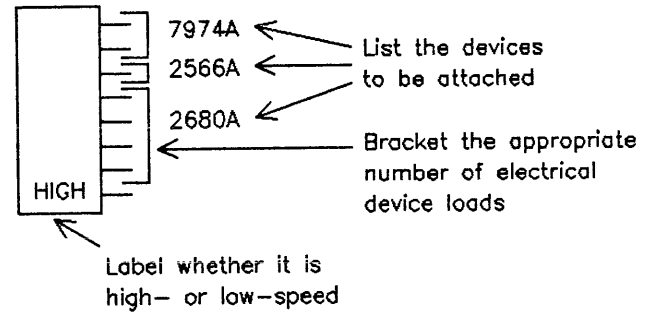 7974A
2566A
2680A
List the devices
to be attached
Bracket the appropriate
number of electrical
device loads
HIGH
Label whether it is
high- or low-speed